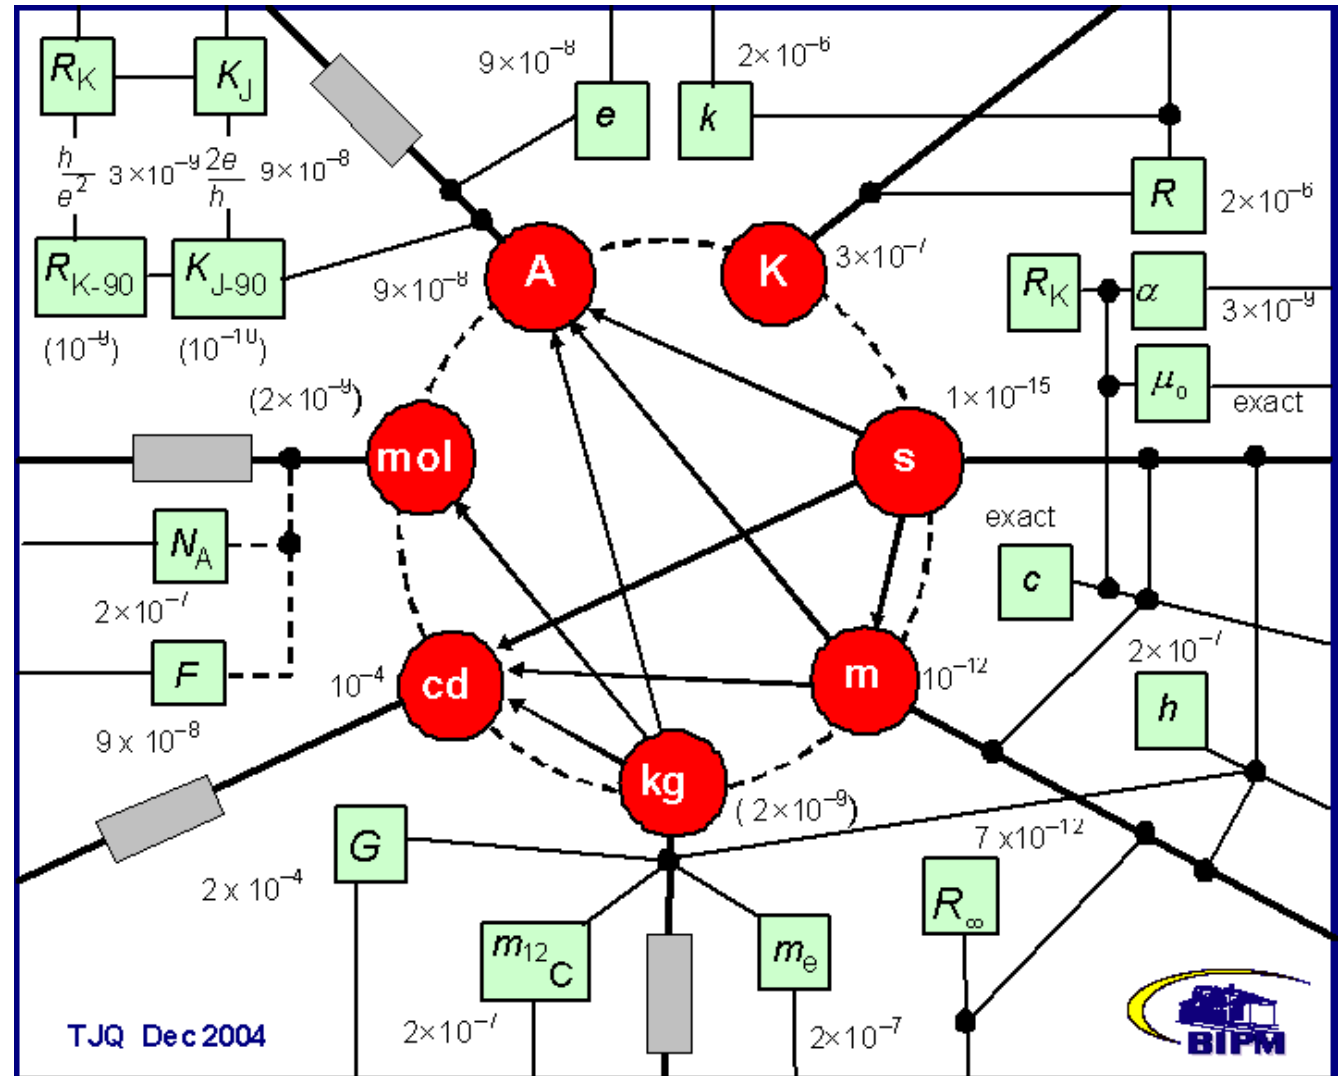 R_K
K_J
9×10⁻⁸
e
k
2×10⁻⁶
h/e²
3×10⁻⁹
2e/h
9×10⁻⁸
R
2×10⁻⁶
R_K-90
K_J-90
9×10⁻⁸
A
K
3×10⁻⁷
R_K
α
3×10⁻⁹
(10⁻⁹)
(10⁻¹⁰)
(2×10⁻⁹)
1×10⁻¹⁵
μ₀
exact
mol
s
exact
N_A
c
2×10⁻⁷
2×10⁻⁷
F
10⁻⁴
cd
m
10⁻¹²
h
9 x 10⁻⁸
kg
(2×10⁻⁹)
7 x10⁻¹²
G
2 x 10⁻⁴
R_∞
m₁₂C
m_e
2×10⁻⁷
2×10⁻⁷
TJQ Dec 2004
BIPM